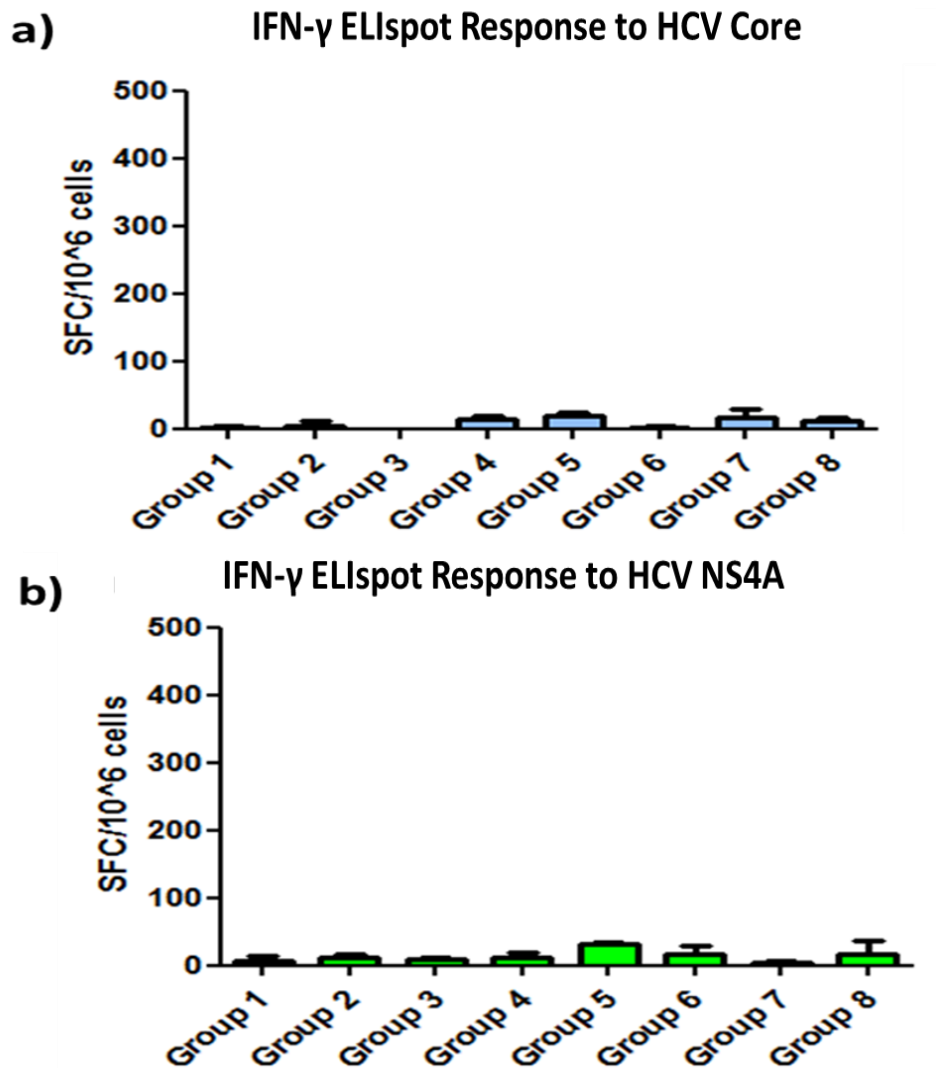 a)
IFN-γ ELIspot Response to HCV Core
500
400
300
200
100
0
SFC/10^6 cells
Group 1
Group 2
Group 3
Group 4
Group 5
Group 6
Group 7
Group 8
b)
IFN-γ ELIspot Response to HCV NS4A
500
400
300
200
100
0
SFC/10^6 cells
Group 1
Group 2
Group 3
Group 4
Group 5
Group 6
Group 7
Group 8